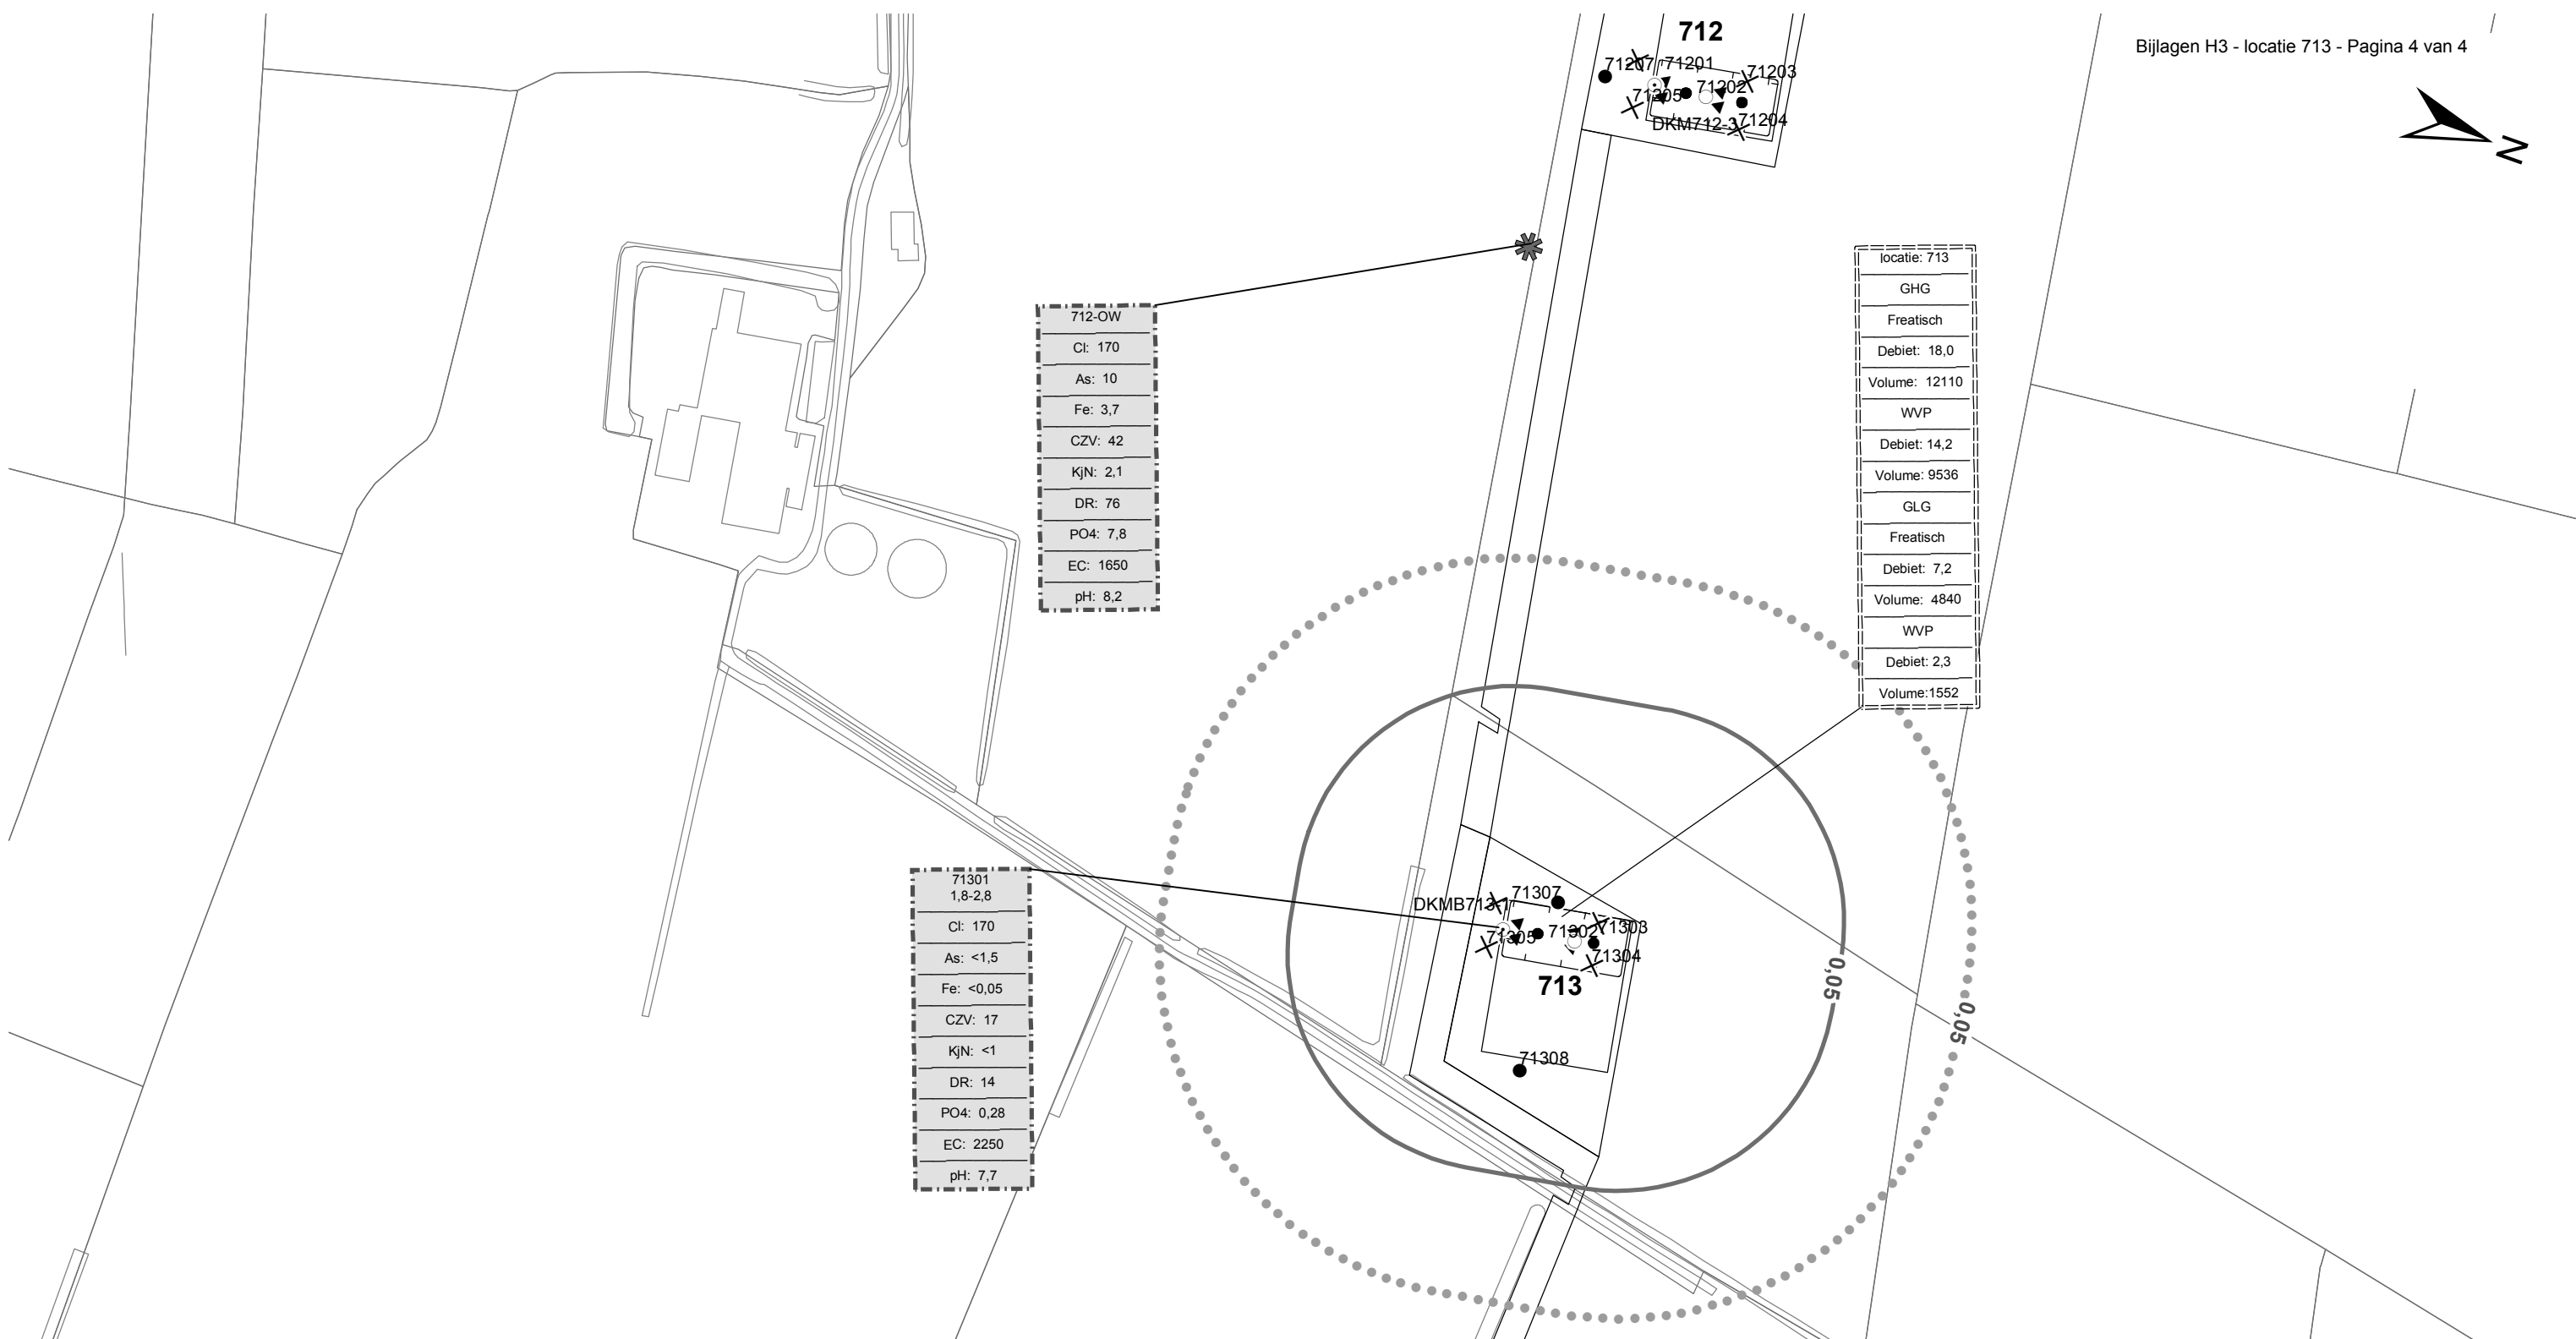 Bijlagen H3 - locatie 713 - Pagina 4 van 4
N
712
71207
71201
71203
71202
71205
DKM712-3
71204
712-OW
Cl: 170
As: 10
Fe: 3,7
CZV: 42
KjN: 2,1
DR: 76
PO4: 7,8
EC: 1650
pH: 8,2
locatie: 713
GHG
Freatisch
Debiet: 18,0
Volume: 12110
WVP
Debiet: 14,2
Volume: 9536
GLG
Freatisch
Debiet: 7,2
Volume: 4840
WVP
Debiet: 2,3
Volume:1552
71301
1,8-2,8
Cl: 170
As: <1,5
Fe: <0,05
CZV: 17
KjN: <1
DR: 14
PO4: 0,28
EC: 2250
pH: 7,7
71307
DKMB713-1
71303
71302
71305
71304
713
71308
0,05
0,05